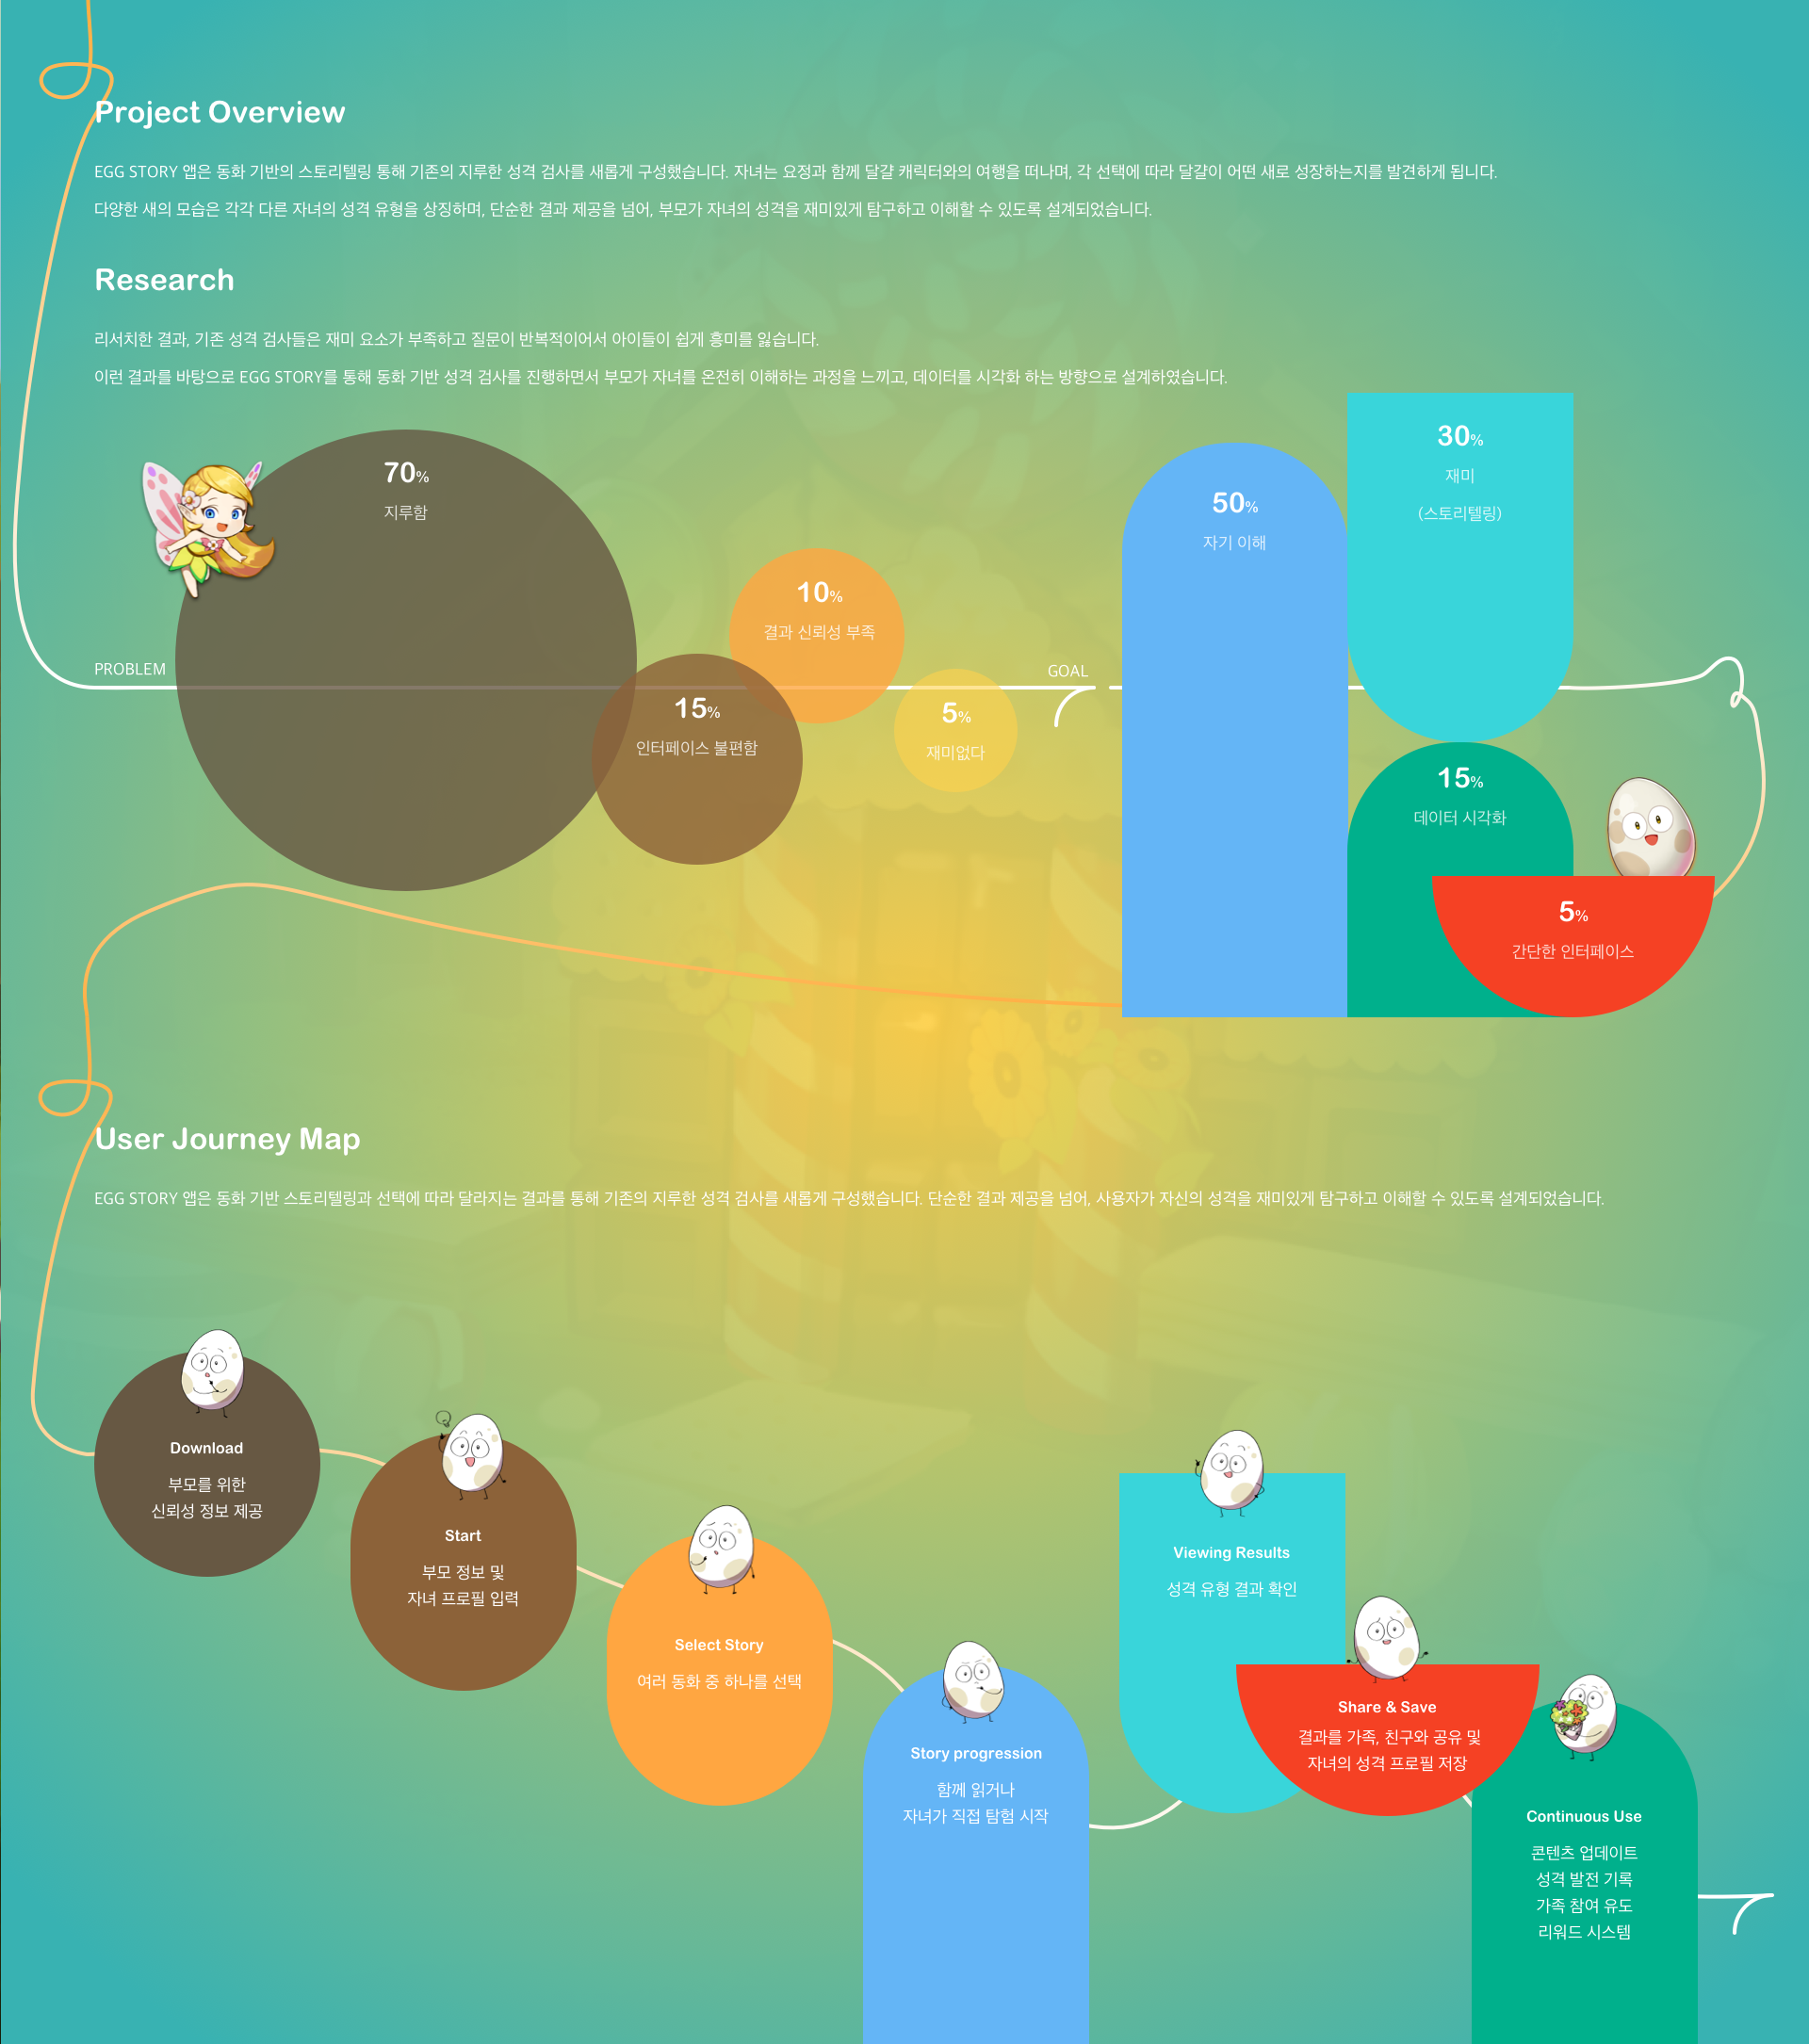 Project Overview
EGG STORY 앱은 동화 기반의 스토리텔링 통해 기존의 지루한 성격 검사를 새롭게 구성했습니다. 자녀는 요정과 함께 달걀 캐릭터와의 여행을 떠나며, 각 선택에 따라 달걀이 어떤 새로 성장하는지를 발견하게 됩니다.
다양한 새의 모습은 각각 다른 자녀의 성격 유형을 상징하며, 단순한 결과 제공을 넘어, 부모가 자녀의 성격을 재미있게 탐구하고 이해할 수 있도록 설계되었습니다.
Research
리서치한 결과, 기존 성격 검사들은 재미 요소가 부족하고 질문이 반복적이어서 아이들이 쉽게 흥미를 잃습니다.
이런 결과를 바탕으로 EGG STORY를 통해 동화 기반 성격 검사를 진행하면서 부모가 자녀를 온전히 이해하는 과정을 느끼고, 데이터를 시각화 하는 방향으로 설계하였습니다.
PROBLEM
70%
지루함
10%
결과 신뢰성 부족
15%
인터페이스 불편함
5%
재미없다
GOAL
50%
자기 이해
30%
재미
(스토리텔링)
15%
데이터 시각화
5%
간단한 인터페이스
User Journey Map
EGG STORY 앱은 동화 기반 스토리텔링과 선택에 따라 달라지는 결과를 통해 기존의 지루한 성격 검사를 새롭게 구성했습니다. 단순한 결과 제공을 넘어, 사용자가 자신의 성격을 재미있게 탐구하고 이해할 수 있도록 설계되었습니다.
Download
부모를 위한
신뢰성 정보 제공
Start
부모 정보 및
자녀 프로필 입력
Select Story
여러 동화 중 하나를 선택
Story progression
함께 읽거나
자녀가 직접 탐험 시작
Viewing Results
성격 유형 결과 확인
Share & Save
결과를 가족, 친구와 공유 및
자녀의 성격 프로필 저장
Continuous Use
콘텐츠 업데이트
성격 발전 기록
가족 참여 유도
리워드 시스템